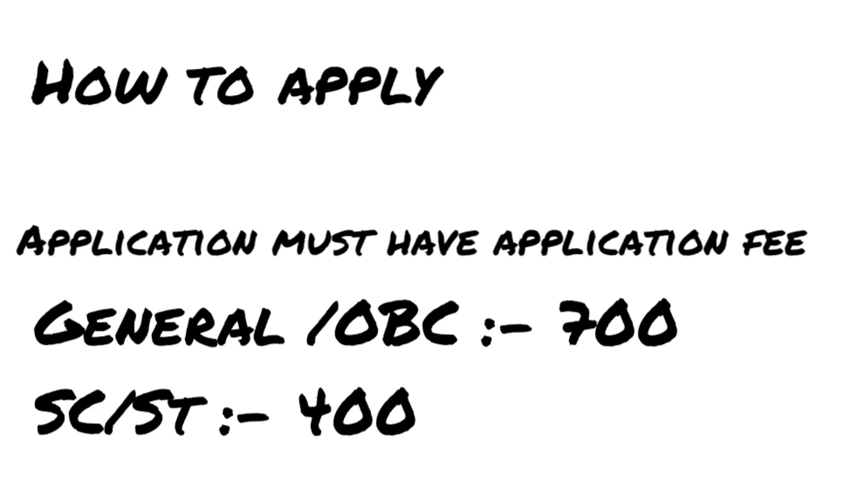 How to apply
Application must have application fee
General /OBC :- 700
SC/ST :- 400